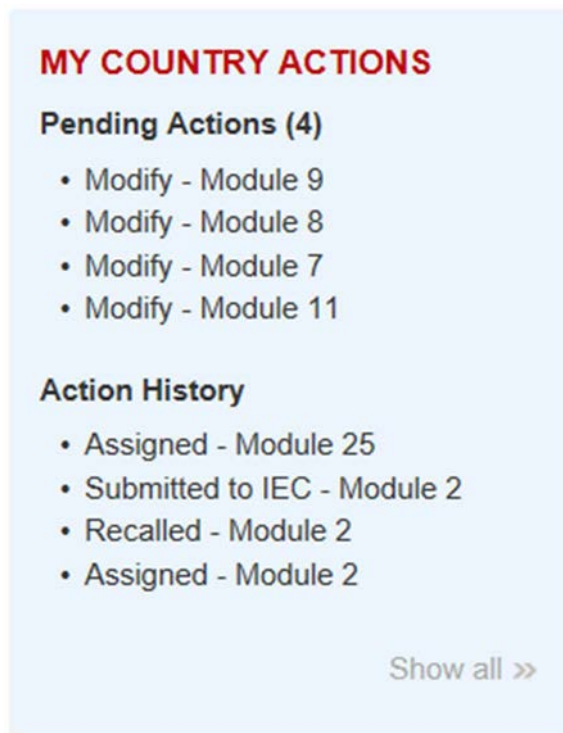 MY COUNTRY ACTIONS
Pending Actions (4)
• Modify - Module 9
• Modify - Module 8
• Modify - Module 7
• Modify - Module 11
Action History
• Assigned - Module 25
• Submitted to IEC - Module 2
• Recalled - Module 2
• Assigned - Module 2
Show all »